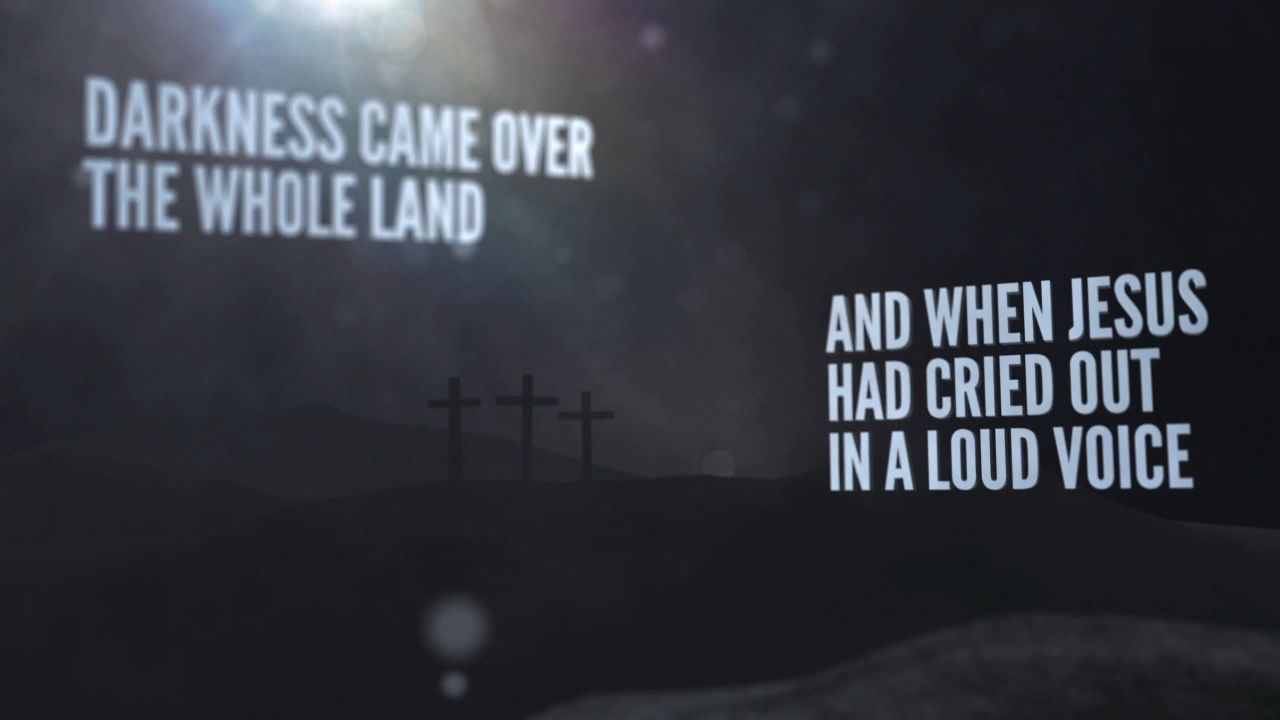 DARKNESS CAME OVER
THE WHOLE LAND
AND WHEN JESUS
HAD CRIED OUT
IN A LOUD VOICE